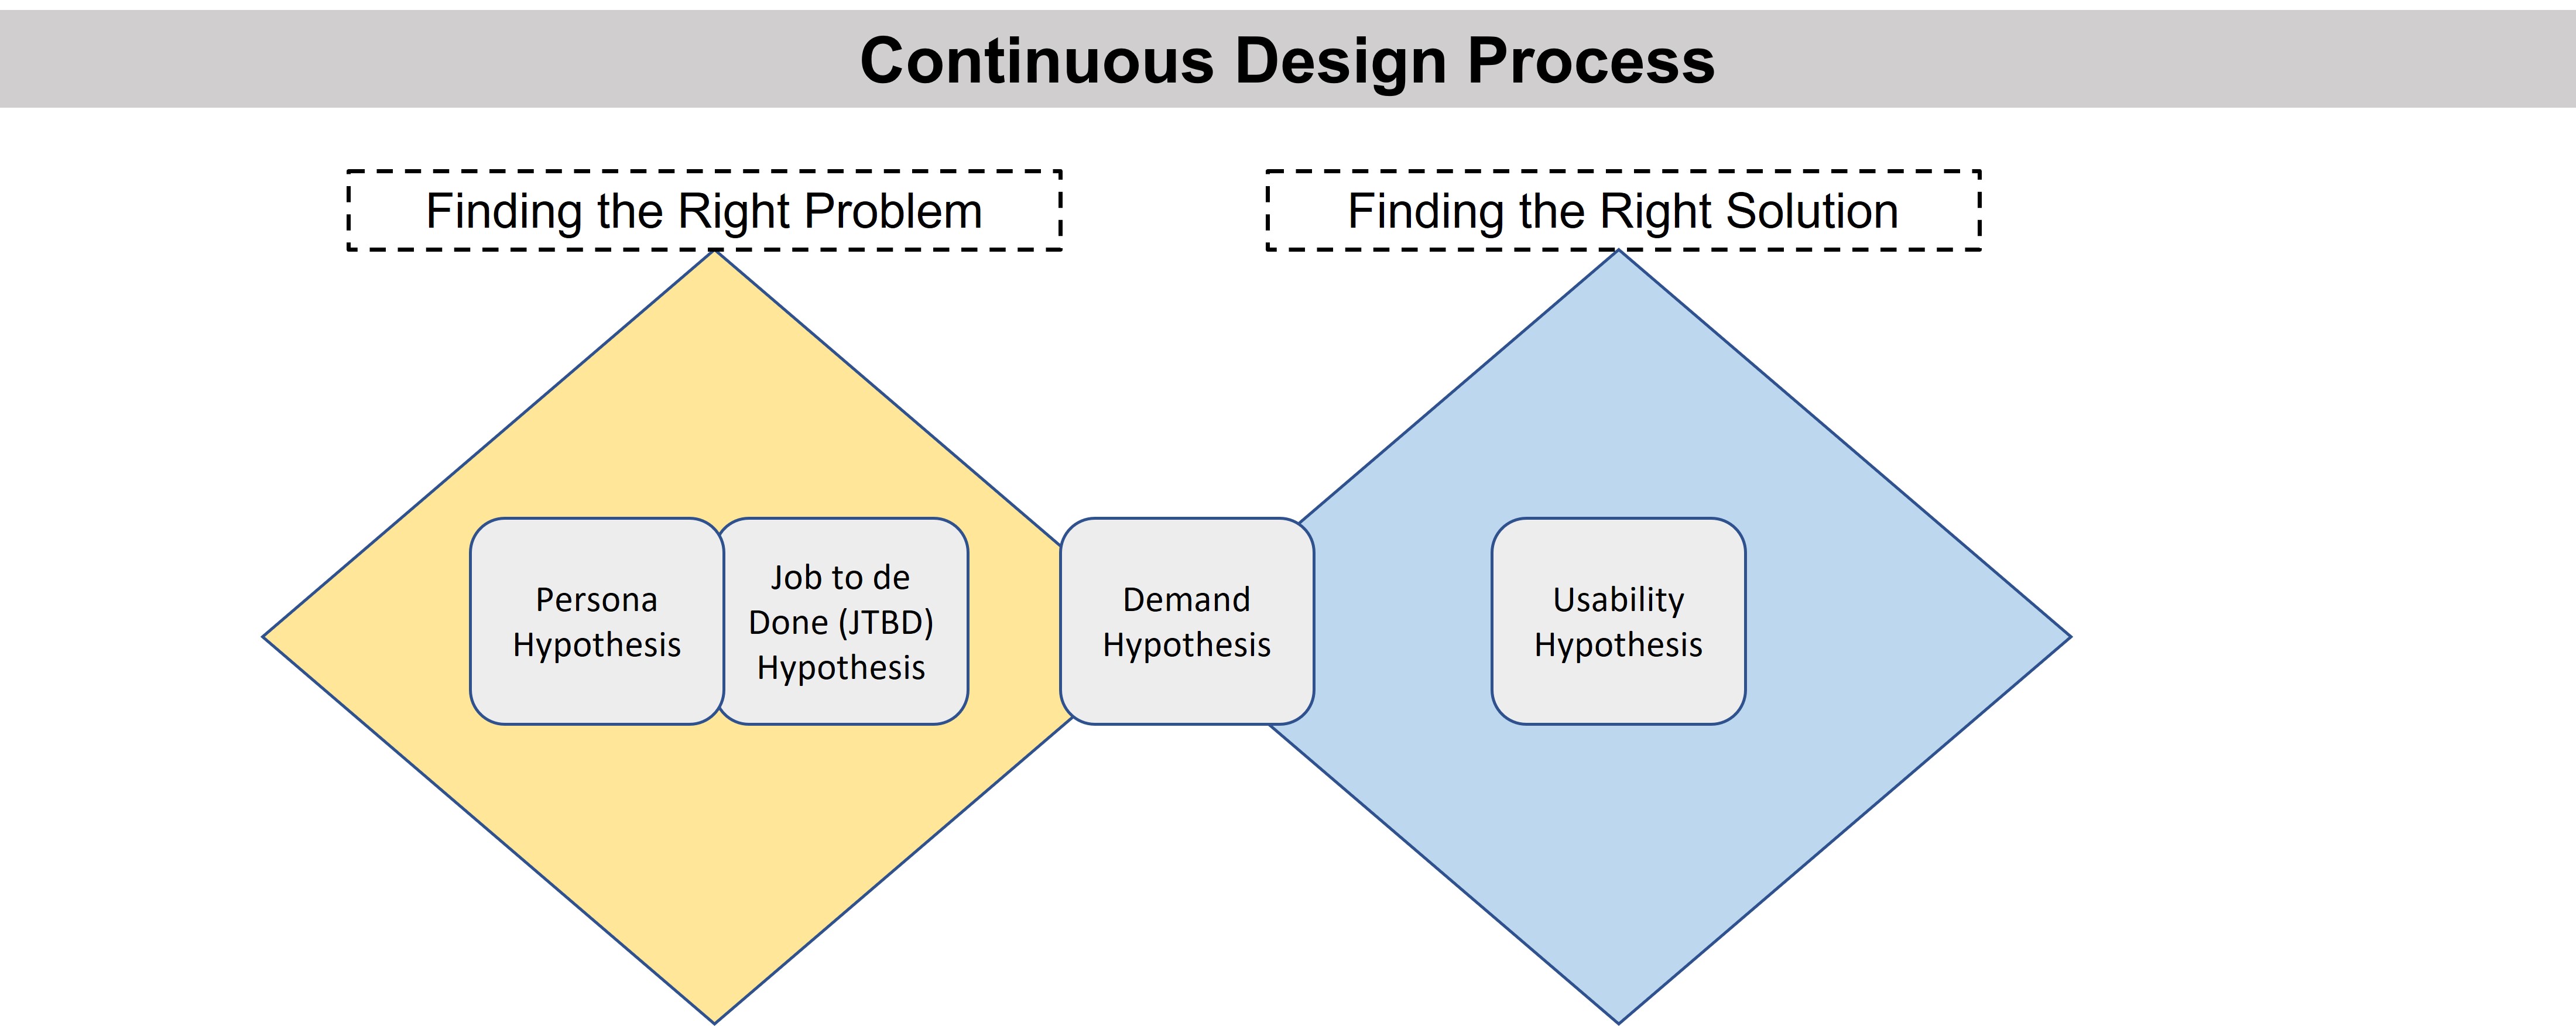 Continuous Design Process
Finding the Right Problem
Finding the Right Solution
Persona
Hypothesis
Job to de
Done (JTBD)
Hypothesis
Demand
Hypothesis
Usability
Hypothesis